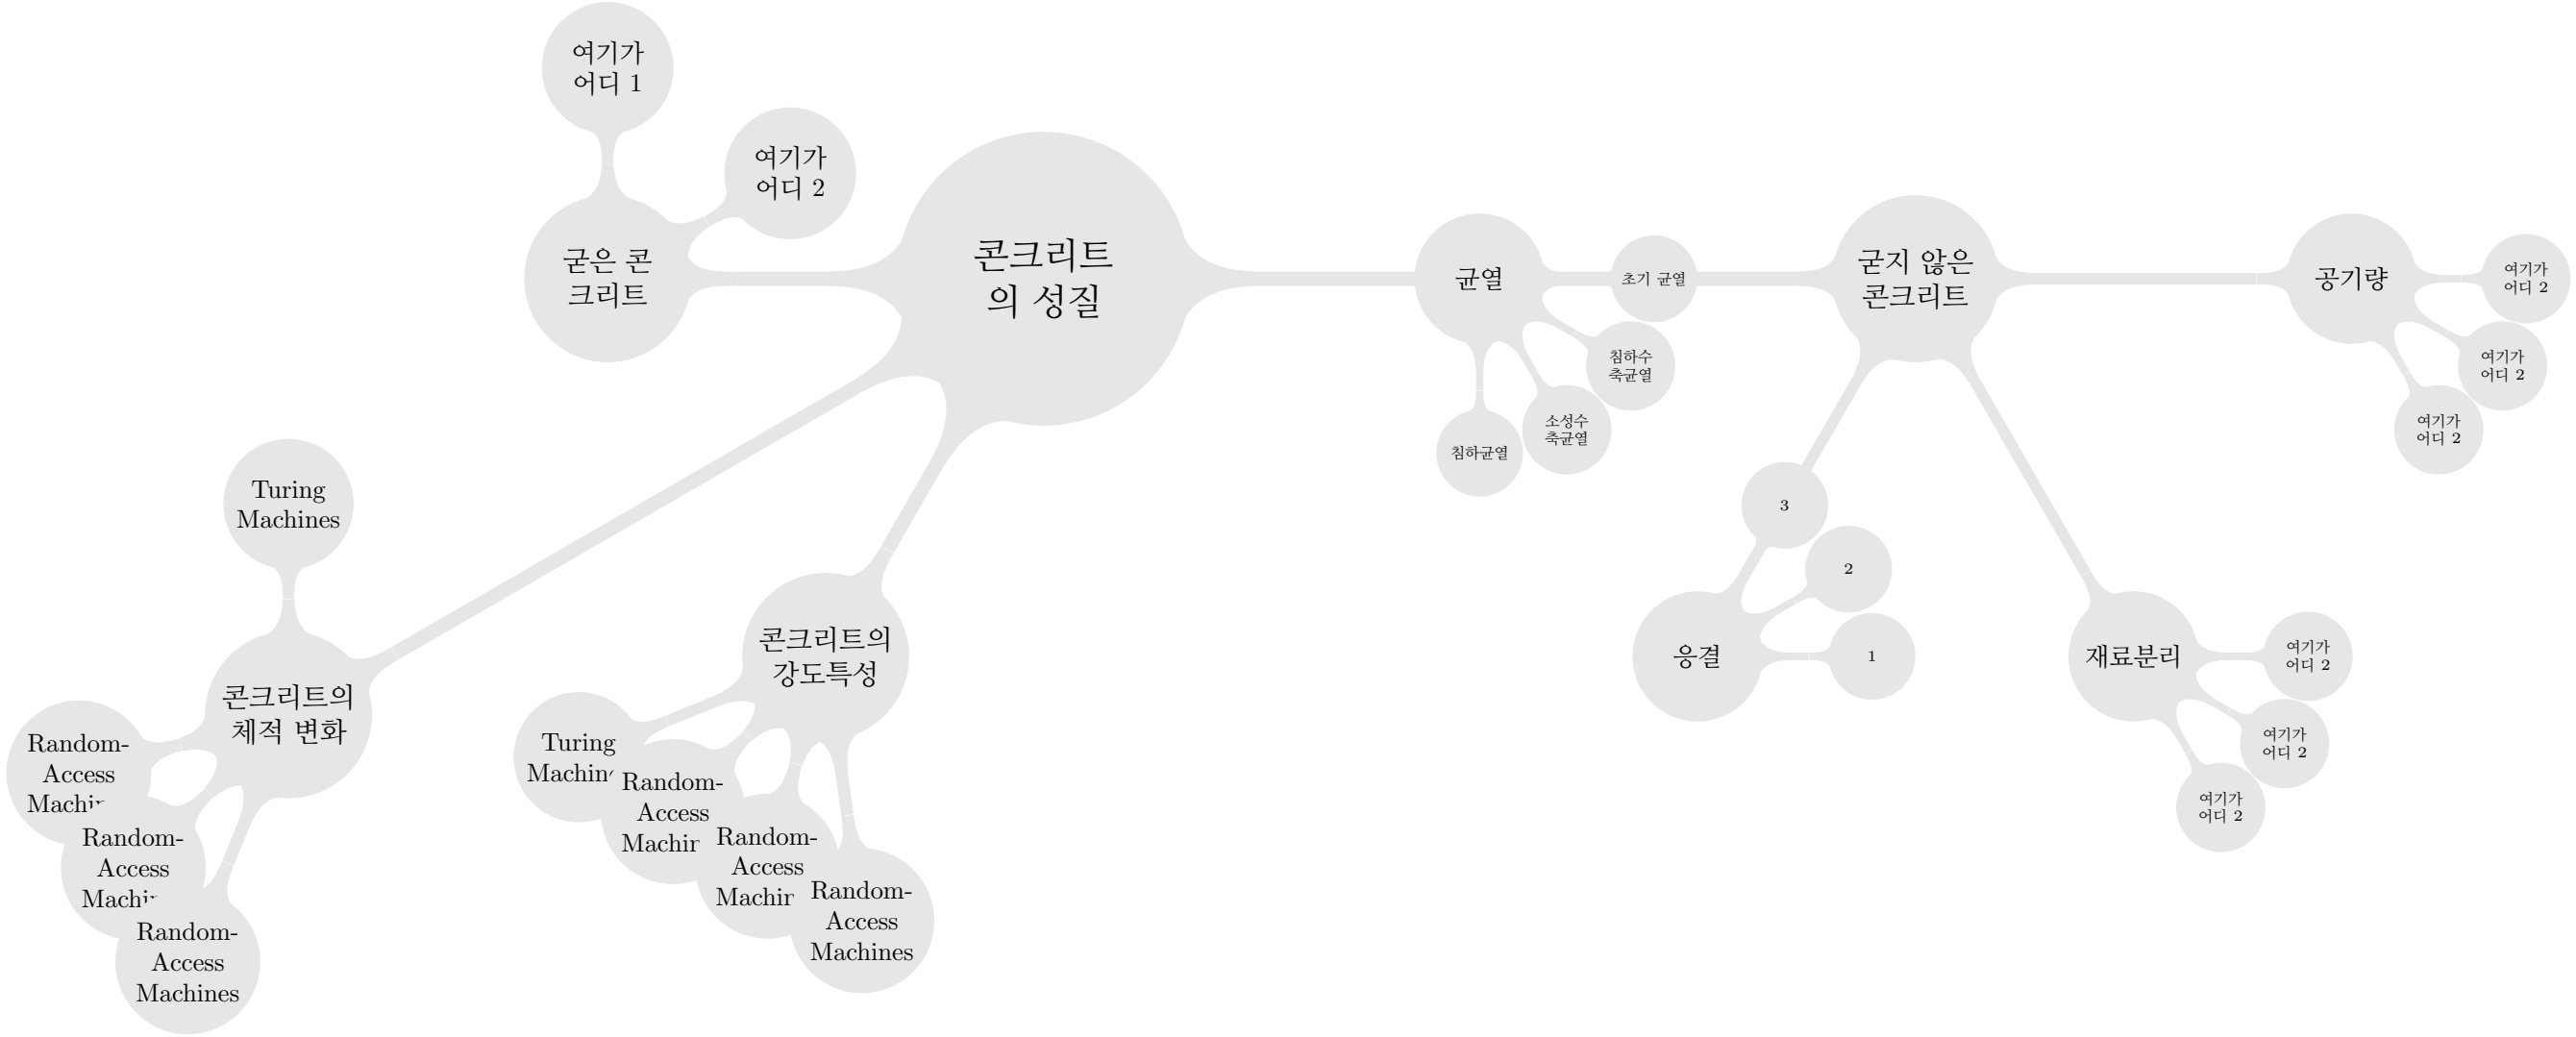 여기가
어디 1
여기가
어디 2
굳은 콘
크리트
콘크리트
의 성질
균열
초기 균열
침하수
축균열
소성수
축균열
침하균열
굳지 않은
콘크리트
공기량
여기가
어디 2
여기가
어디 2
여기가
어디 2
3
2
1
응결
재료분리
여기가
어디 2
여기가
어디 2
여기가
어디 2
Turing
Machines
콘크리트의
체적 변화
Random-
Access
Random-
Access
Random-
Access
Machines
콘크리트의
강도특성
Turing
Random-
Access
Random-
Access
Random-
Access
Machines